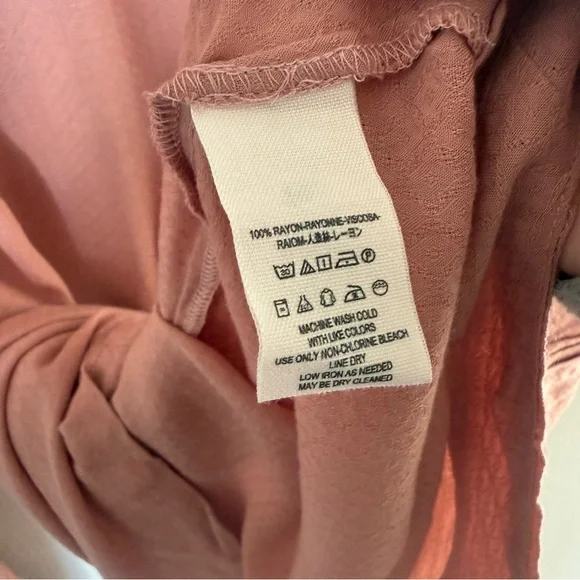 100% RAYON-RAYONNE-VISCOSA-
RAIOM-人造絲-レーヨン
30
P
MACHINE WASH COLD
WITH LIKE COLORS
USE ONLY NON-CHLORINE BLEACH
LINE DRY
LOW IRON AS NEEDED
MAY BE DRY CLEANED